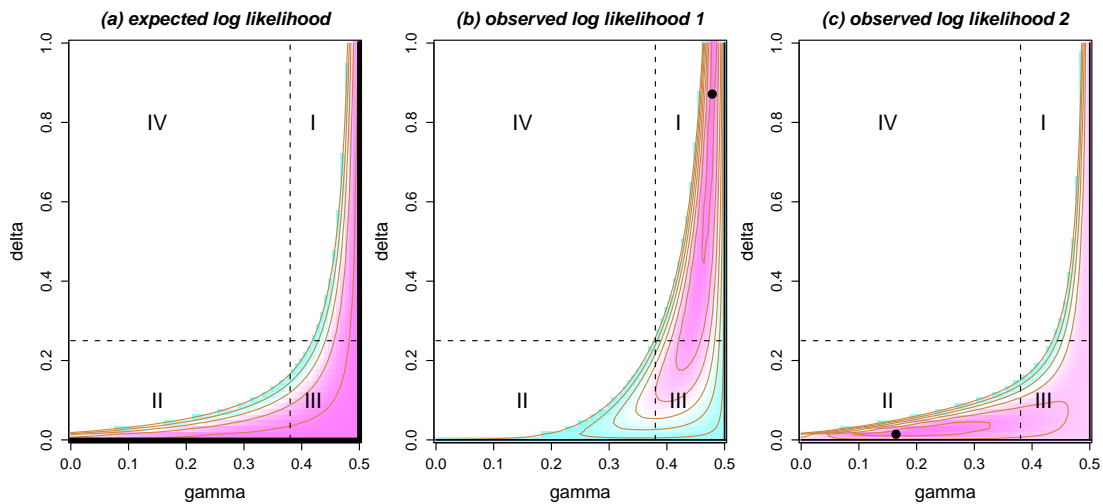 (a) expected log likelihood
(b) observed log likelihood 1
(c) observed log likelihood 2
delta
1.0
0.8
0.6
0.4
0.2
0.0
IV
I
II
III
0.0 0.1 0.2 0.3 0.4 0.5
gamma
delta
1.0
0.8
0.6
0.4
0.2
0.0
IV
I
II
III
0.0 0.1 0.2 0.3 0.4 0.5
gamma
delta
1.0
0.8
0.6
0.4
0.2
0.0
IV
I
II
III
0.0 0.1 0.2 0.3 0.4 0.5
gamma